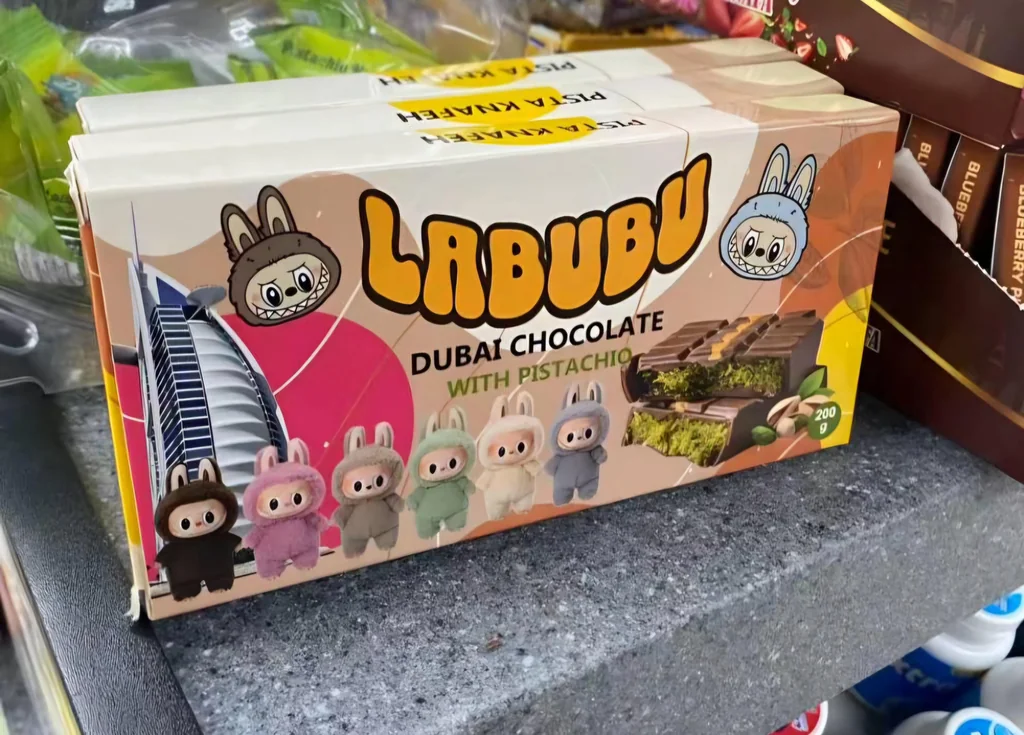 PISTA KNAFEH
PISTA KNAFEH
PISTA KNAFEH
LABUBU
DUBAI CHOCOLATE
WITH PISTACHIO
200
g
BLUEBERRY P